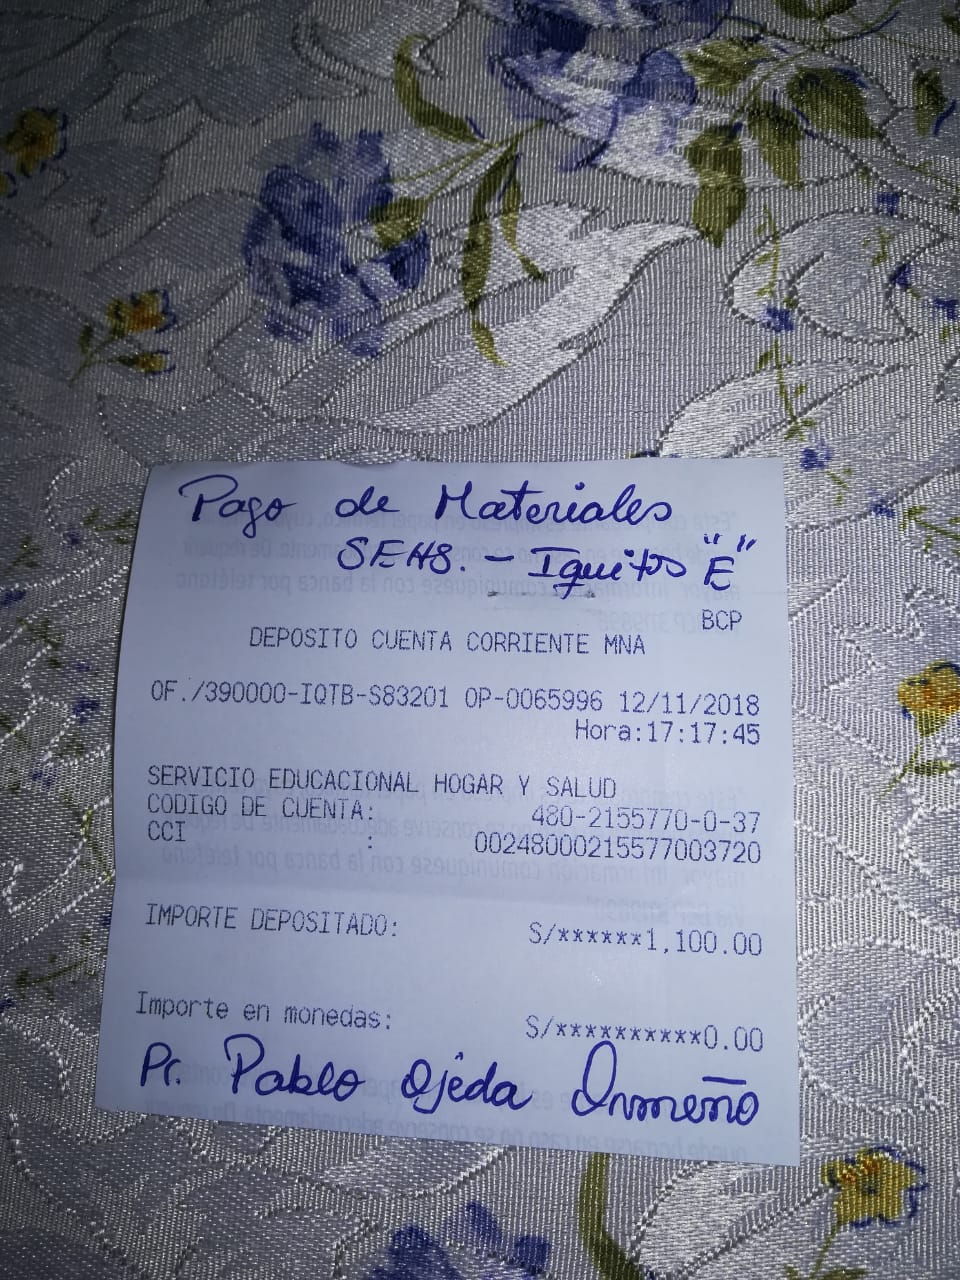 Pago de Materiales
SEHS. - Iquitos "E"
BCP
DEPOSITO CUENTA CORRIENTE MNA
OF./390000-IQTB-S83201 OP-0065996 12/11/2018
Hora:17:17:45
SERVICIO EDUCACIONAL HOGAR Y SALUD
CODIGO DE CUENTA: 480-2155770-0-37
CCI : 00248000215577003720
IMPORTE DEPOSITADO: S/******1,100.00
Importe en monedas: S/**********0.00
Pr. Pablo Ojeda Ormeño